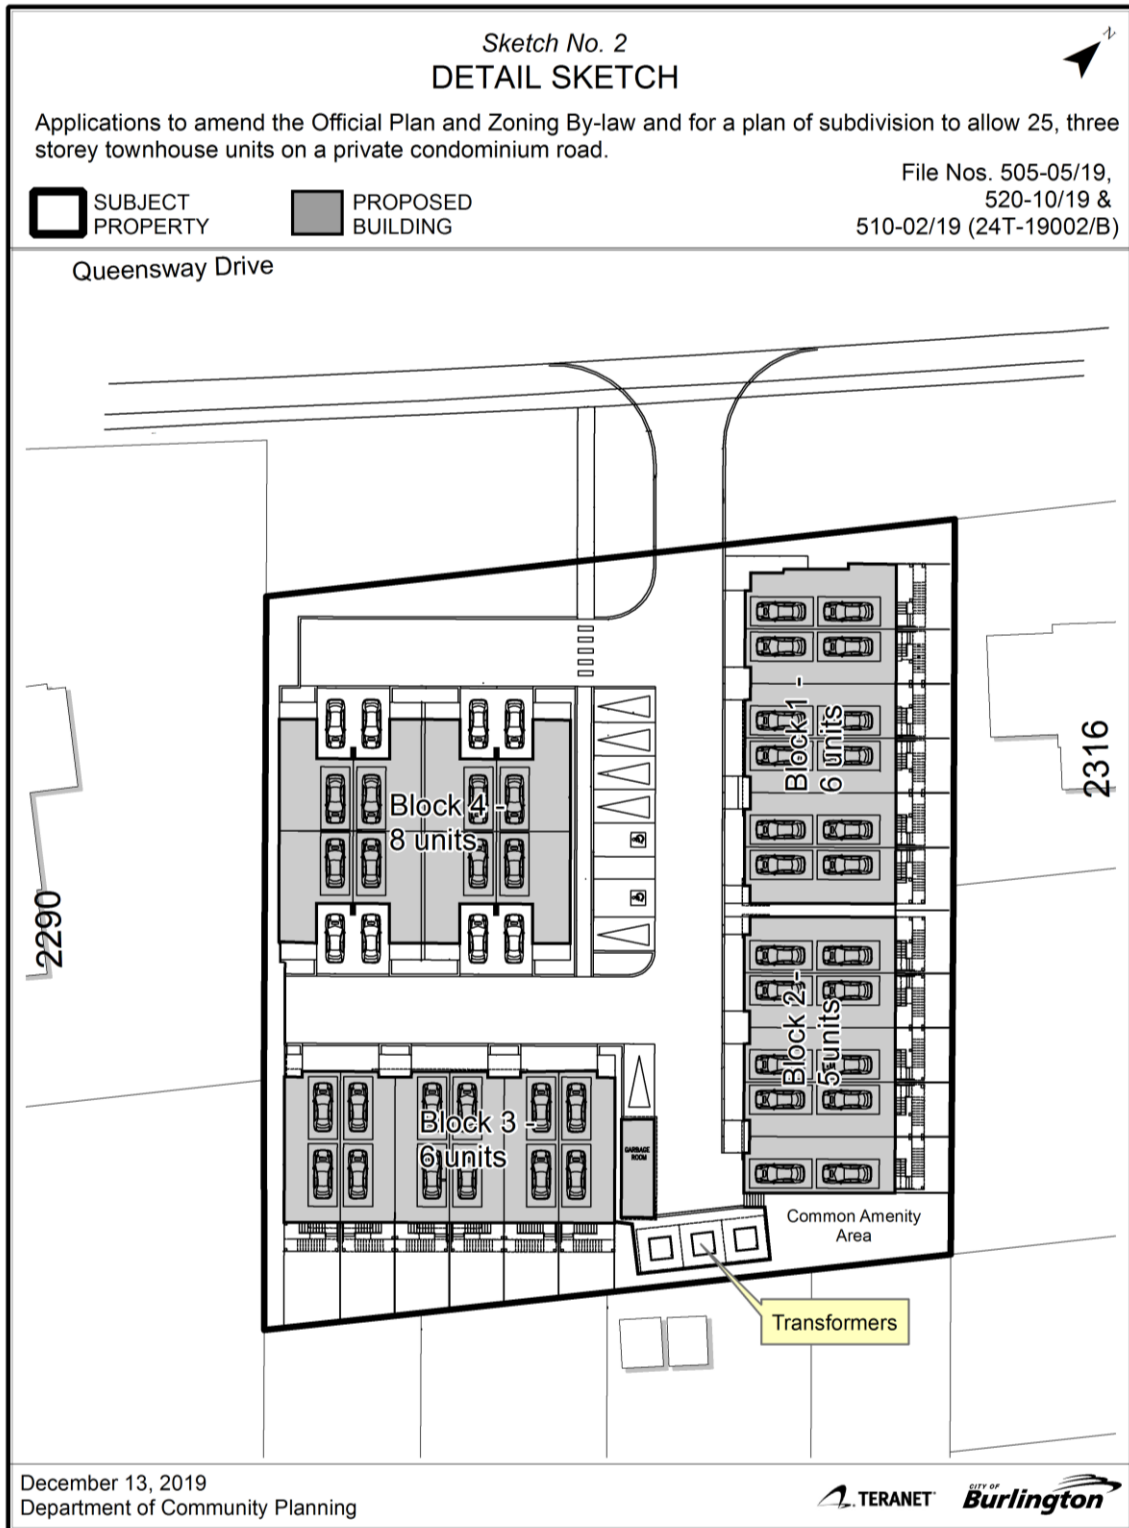 Sketch No. 2
DETAIL SKETCH
N
Applications to amend the Official Plan and Zoning By-law and for a plan of subdivision to allow 25, three
storey townhouse units on a private condominium road.
File Nos. 505-05/19,
520-10/19 &
510-02/19 (24T-19002/B)
SUBJECT
PROPERTY
PROPOSED
BUILDING
Queensway Drive
Block 1 -
6 units
2316
Block 4 -
8 units
2290
Block 2 -
5 units
Block 3 -
6 units
GARBAGE
ROOM
Common Amenity
Area
Transformers
December 13, 2019
Department of Community Planning
TERANET
CITY OF
Burlington